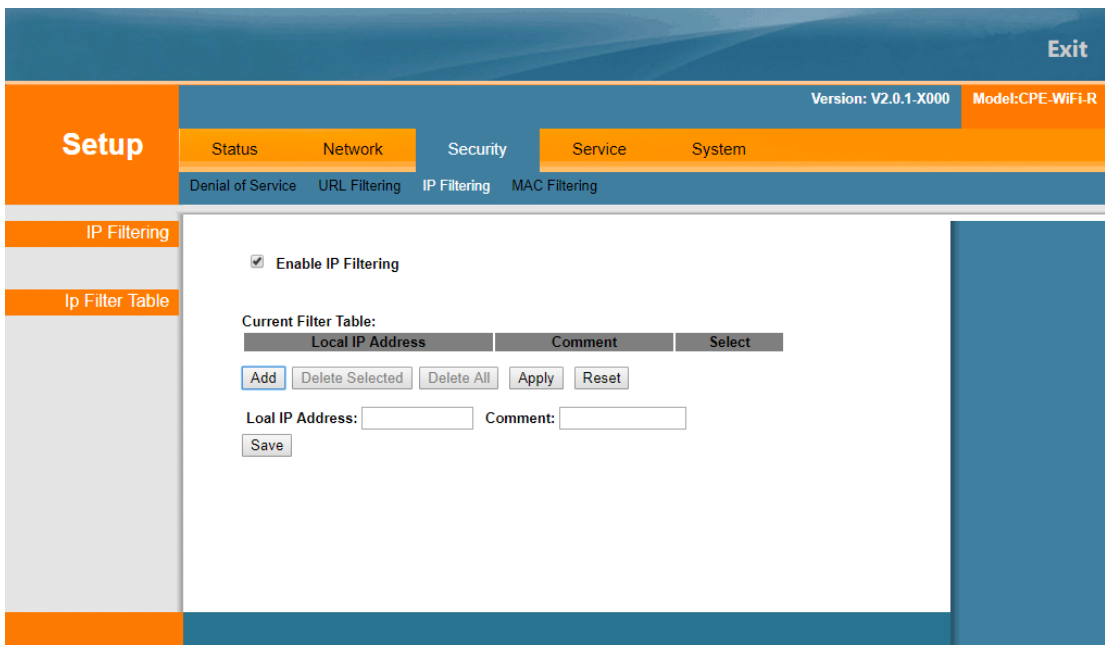 Exit
Version: V2.0.1-X000 Model:CPE-WiFi-R
Setup
Status Network Security Service System
Denial of Service URL Filtering IP Filtering MAC Filtering
IP Filtering
Enable IP Filtering
Ip Filter Table
Current Filter Table:
Local IP Address Comment Select
Add Delete Selected Delete All Apply Reset
Loal IP Address: Comment:
Save